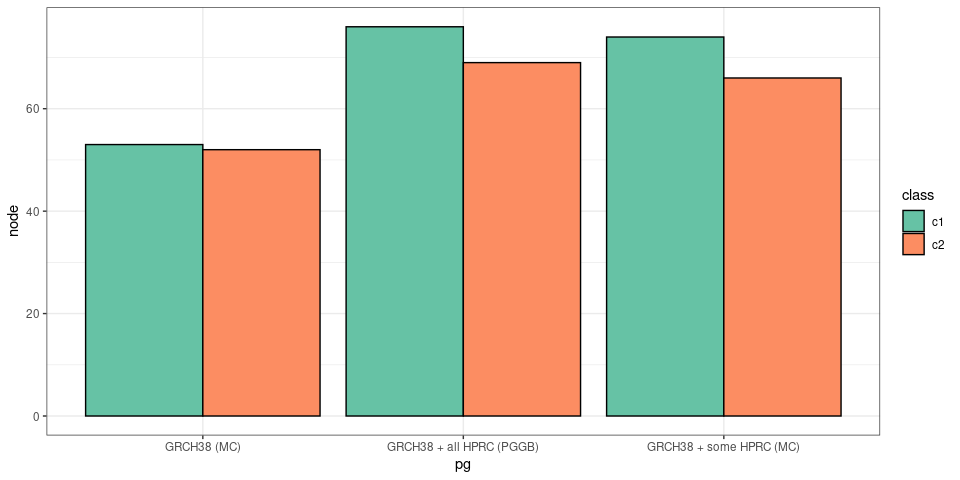 node
60
40
20
0
GRCH38 (MC)
GRCH38 + all HPRC (PGGB)
GRCH38 + some HPRC (MC)
pg
class
c1
c2